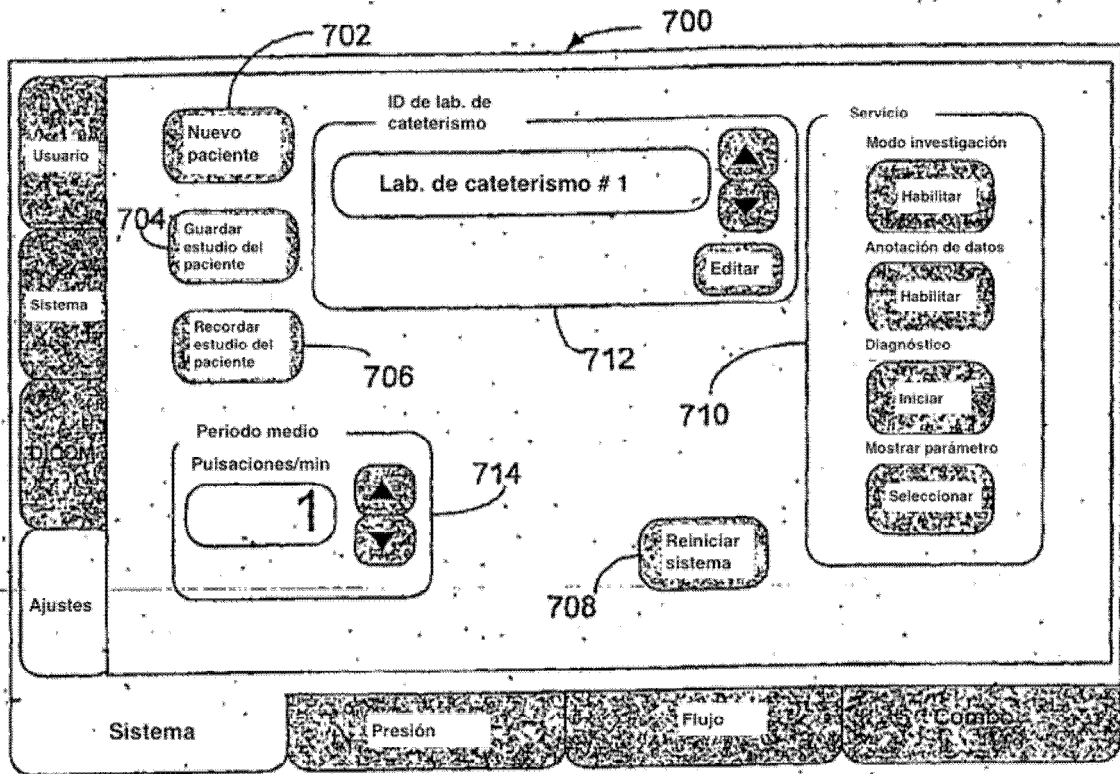 702
700
Usuario
Sistema
DICOM
Ajustes
Nuevo
paciente
704
Guardar
estudio del
paciente
Recordar
estudio del
paciente
706
ID de lab. de
cateterismo
Lab. de cateterismo # 1
Editar
712
Servicio
Modo investigación
Habilitar
Anotación de datos
Habilitar
Diagnóstico
Iniciar
Mostrar parámetro
Seleccionar
710
Periodo medio
Pulsaciones/min
1
714
Reiniciar
sistema
708
Sistema
Presión
Flujo
Combo